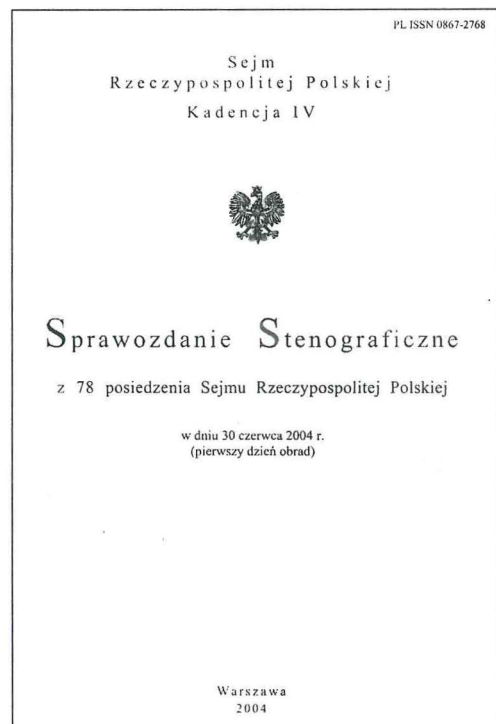 PL ISSN 0867-2768
Sejm
Rzeczypospolitej Polskiej
Kadencja IV
Sprawozdanie Stenograficzne
z 78 posiedzenia Sejmu Rzeczypospolitej Polskiej
w dniu 30 czerwca 2004 r.
(pierwszy dzień obrad)
Warszawa
2004